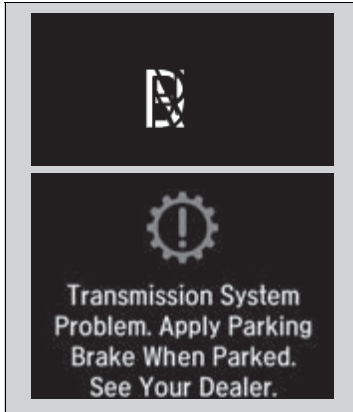 Transmission System
Problem. Apply Parking
Brake When Parked.
See Your Dealer.